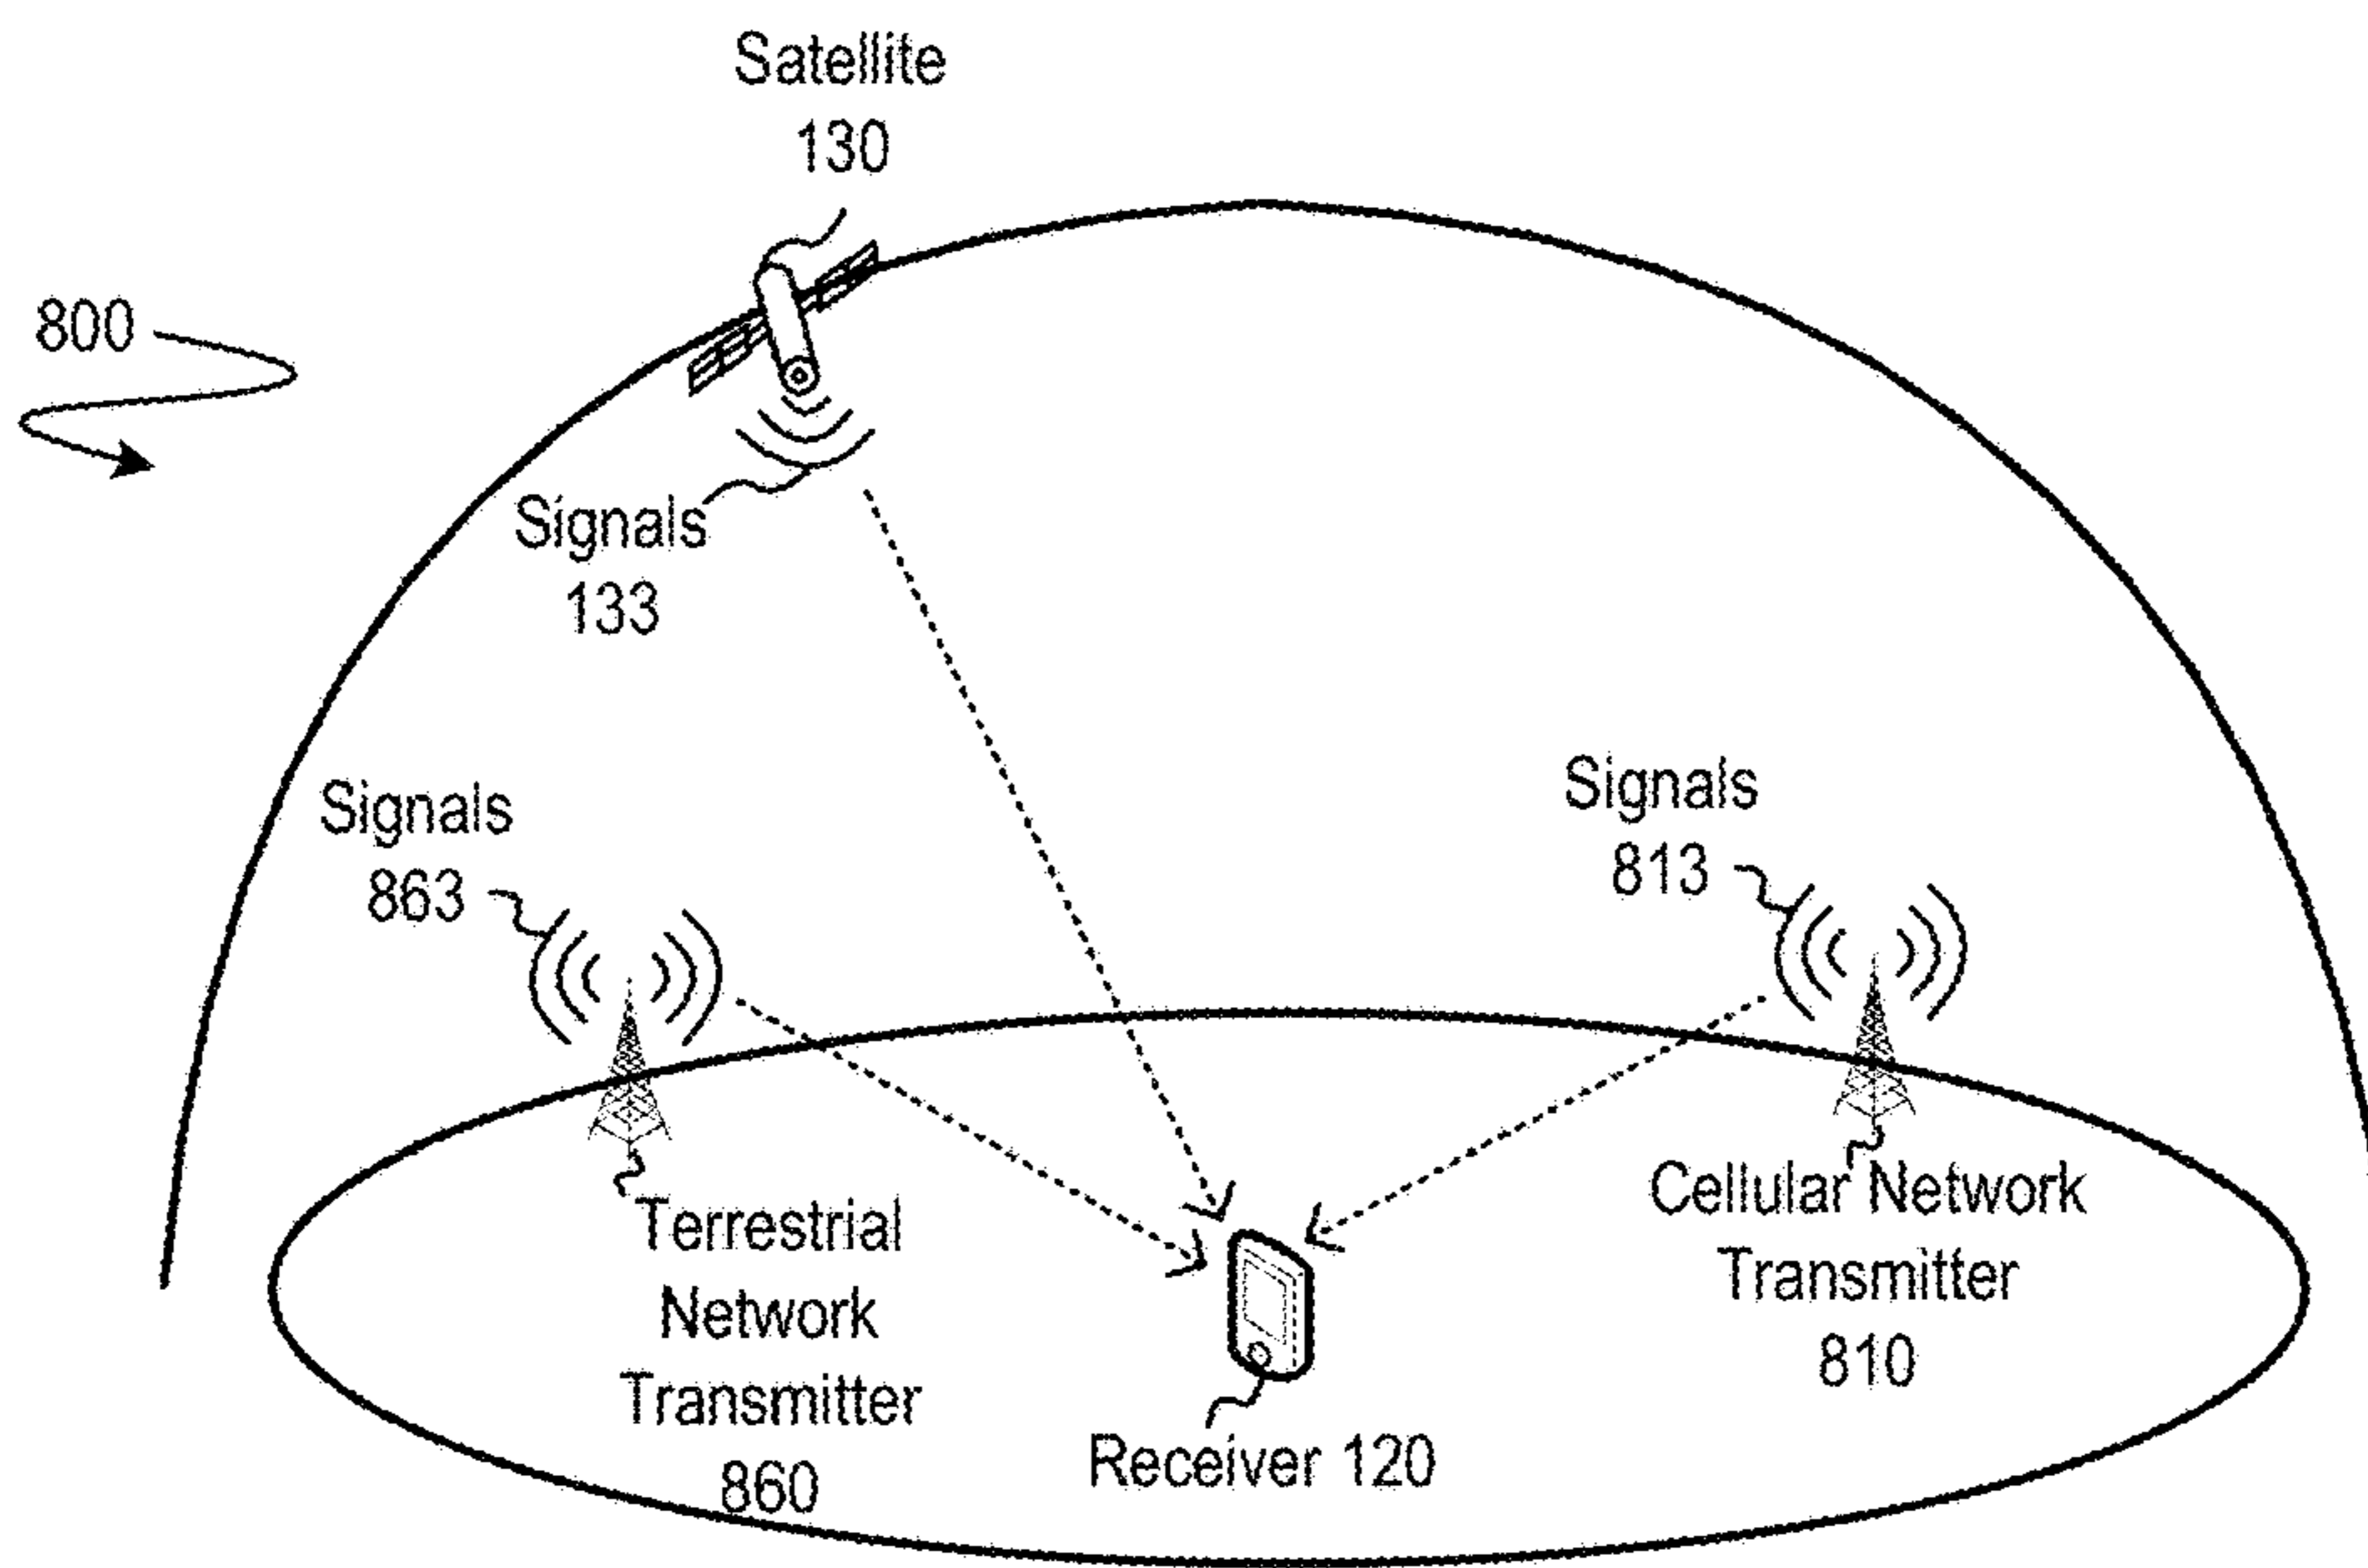 Satellite
130
800
Signals
133
Signals
863
Signals
813
Terrestrial
Network
Transmitter
860
Cellular Network
Transmitter
810
Receiver 120